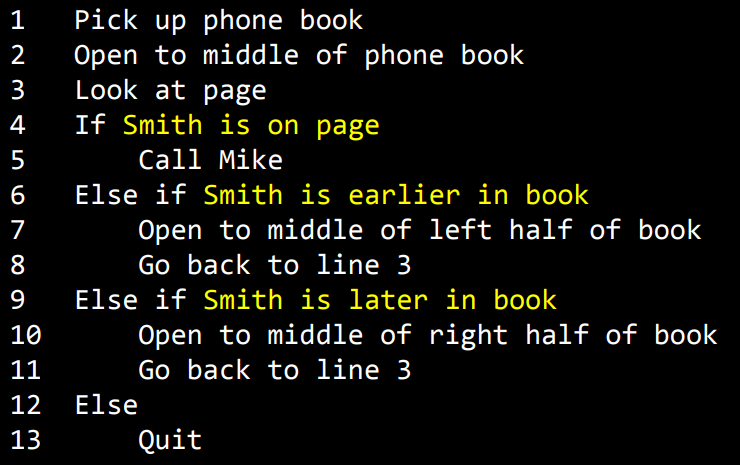 1 Pick up phone book
2 Open to middle of phone book
3 Look at page
4 If Smith is on page
5 Call Mike
6 Else if Smith is earlier in book
7 Open to middle of left half of book
8 Go back to line 3
9 Else if Smith is later in book
10 Open to middle of right half of book
11 Go back to line 3
12 Else
13 Quit